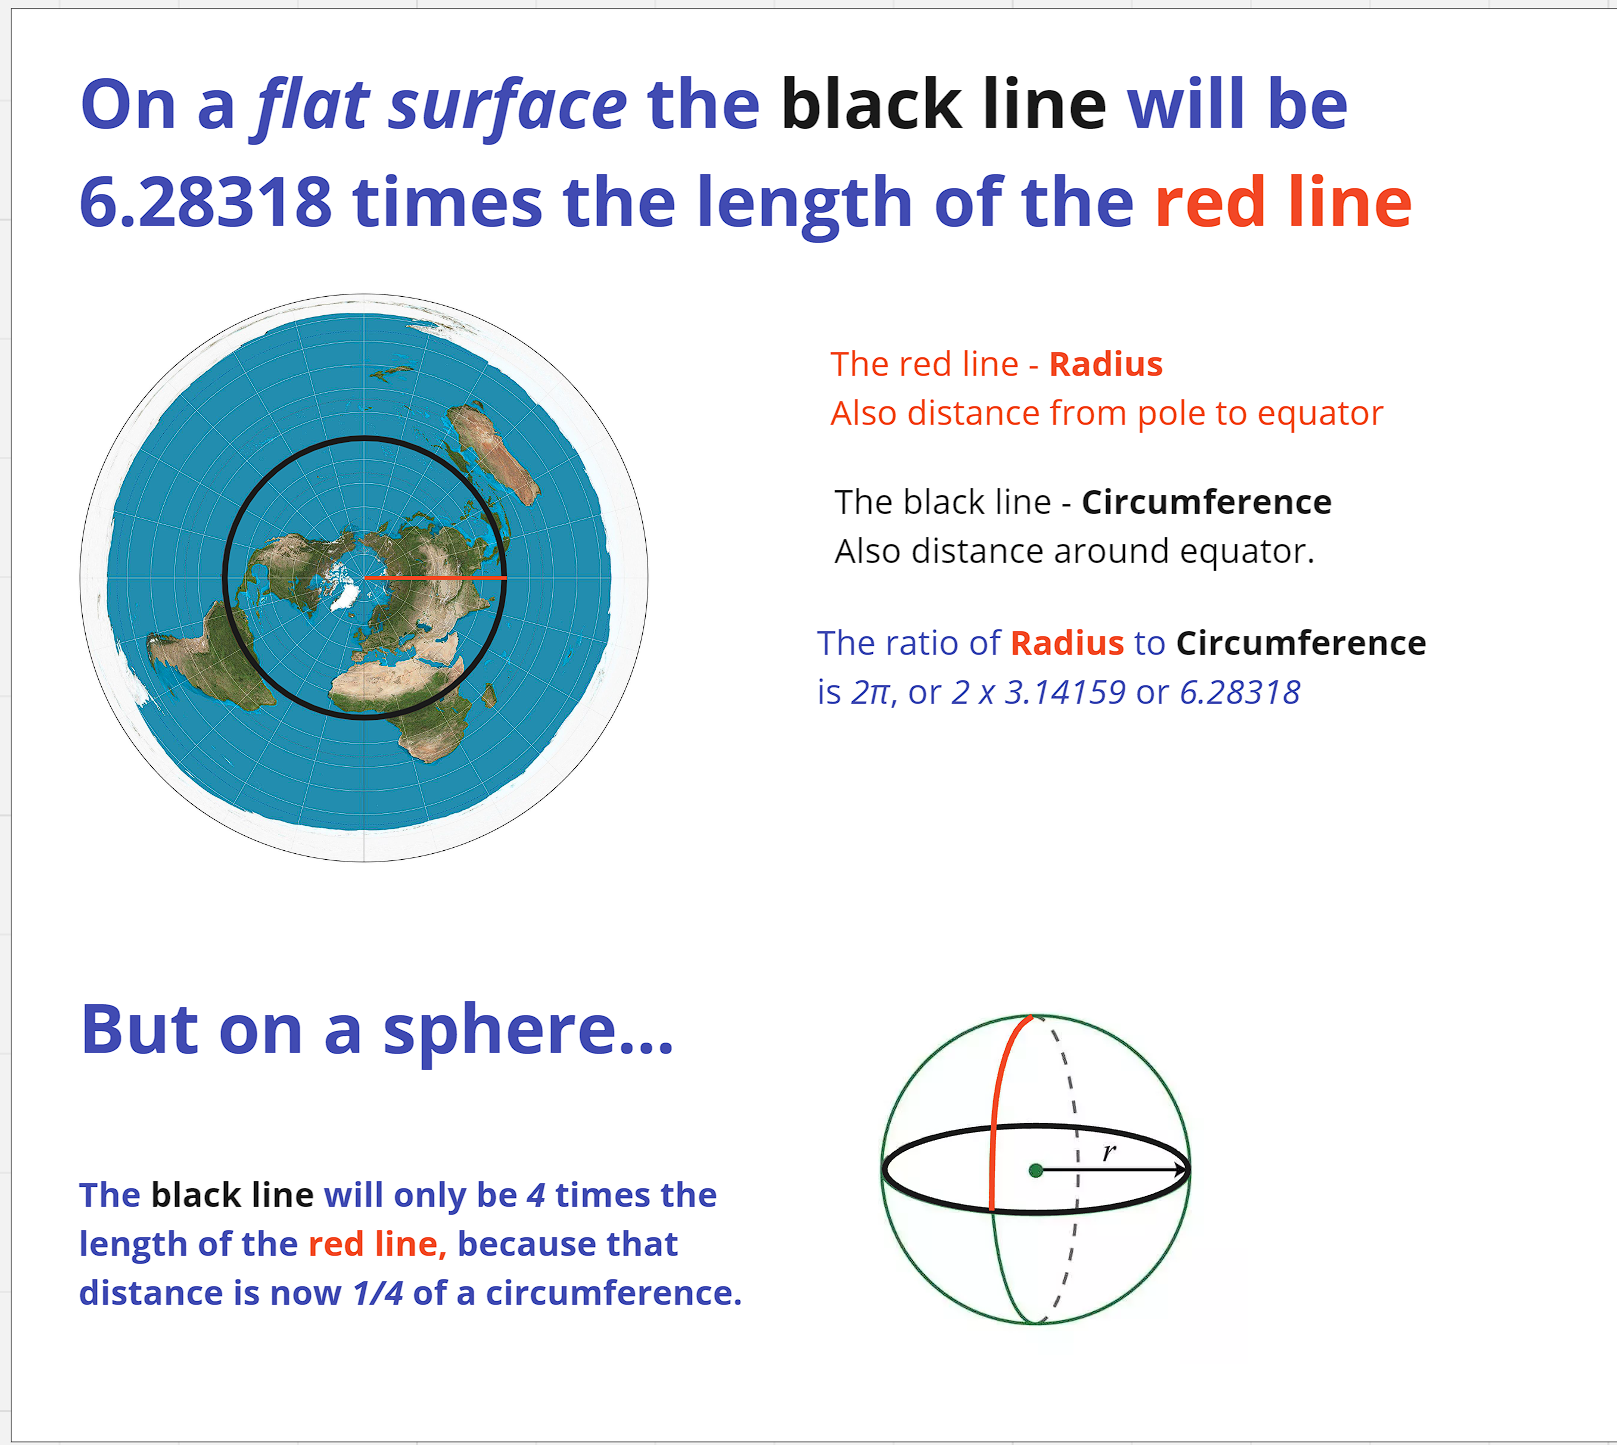 On a flat surface the black line will be
6.28318 times the length of the red line
The red line - Radius
Also distance from pole to equator
The black line - Circumference
Also distance around equator.
The ratio of Radius to Circumference
is 2π, or 2 x 3.14159 or 6.28318
But on a sphere...
The black line will only be 4 times the
length of the red line, because that
distance is now 1/4 of a circumference.
r